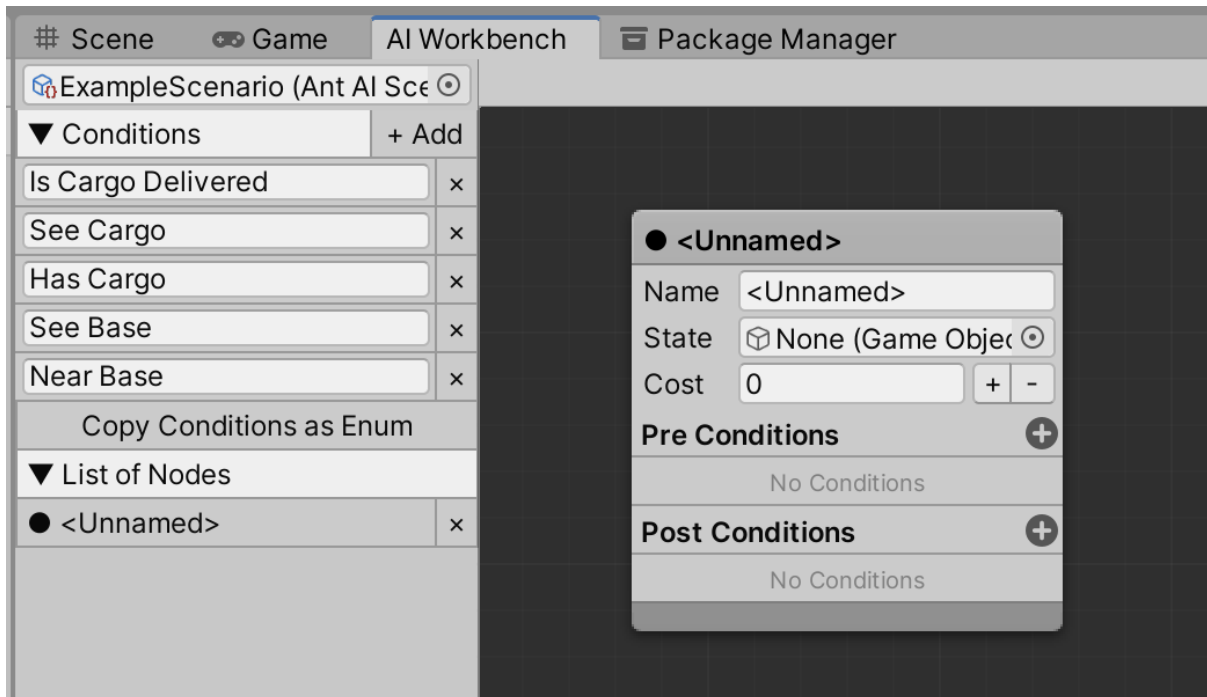 Scene Game AI Workbench Package Manager
ExampleScenario (Ant AI Sce
▼ Conditions + Add
Is Cargo Delivered ×
See Cargo ×
Has Cargo ×
See Base ×
Near Base ×
Copy Conditions as Enum
▼ List of Nodes
<Unnamed> ×
<Unnamed>
Name <Unnamed>
State None (Game Objec
Cost 0 + -
Pre Conditions
No Conditions
Post Conditions
No Conditions